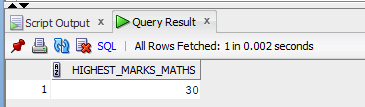 Script Output x Query Result x
SQL | All Rows Fetched: 1 in 0.002 seconds
HIGHEST_MARKS_MATHS
1 30